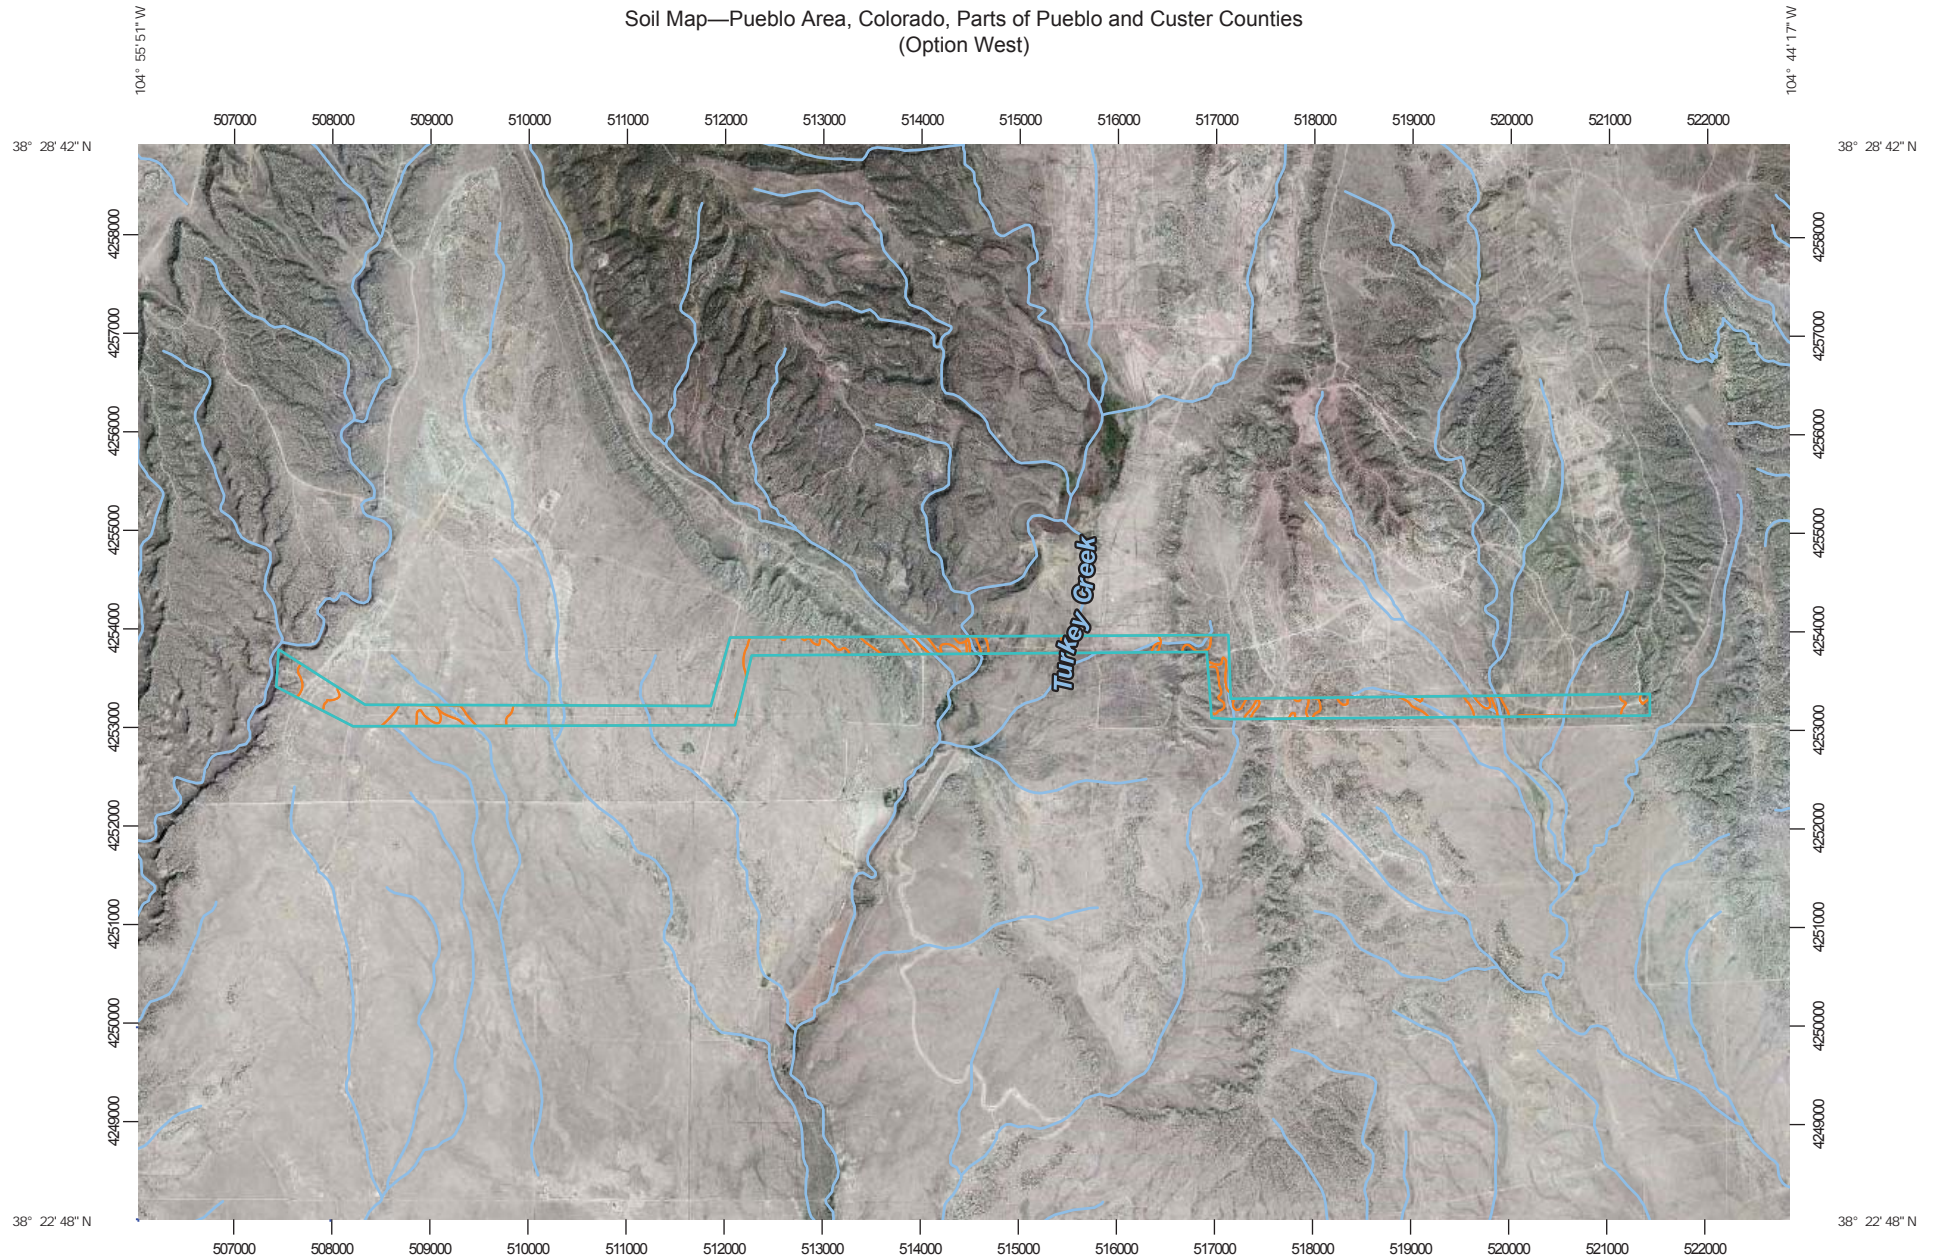 Soil Map—Pueblo Area, Colorado, Parts of Pueblo and Custer Counties
(Option West)
104° 55' 51" W
104° 44' 17" W
507000 508000 509000 510000 511000 512000 513000 514000 515000 516000 517000 518000 519000 520000 521000 522000
38° 28' 42" N
38° 28' 42" N
4258000
4258000
4257000
4257000
4256000
4256000
4255000
4255000
4254000
4254000
4253000
4253000
4252000
4252000
4251000
4251000
4250000
4250000
4249000
4249000
Turkey Creek
38° 22' 48" N
38° 22' 48" N
507000 508000 509000 510000 511000 512000 513000 514000 515000 516000 517000 518000 519000 520000 521000 522000